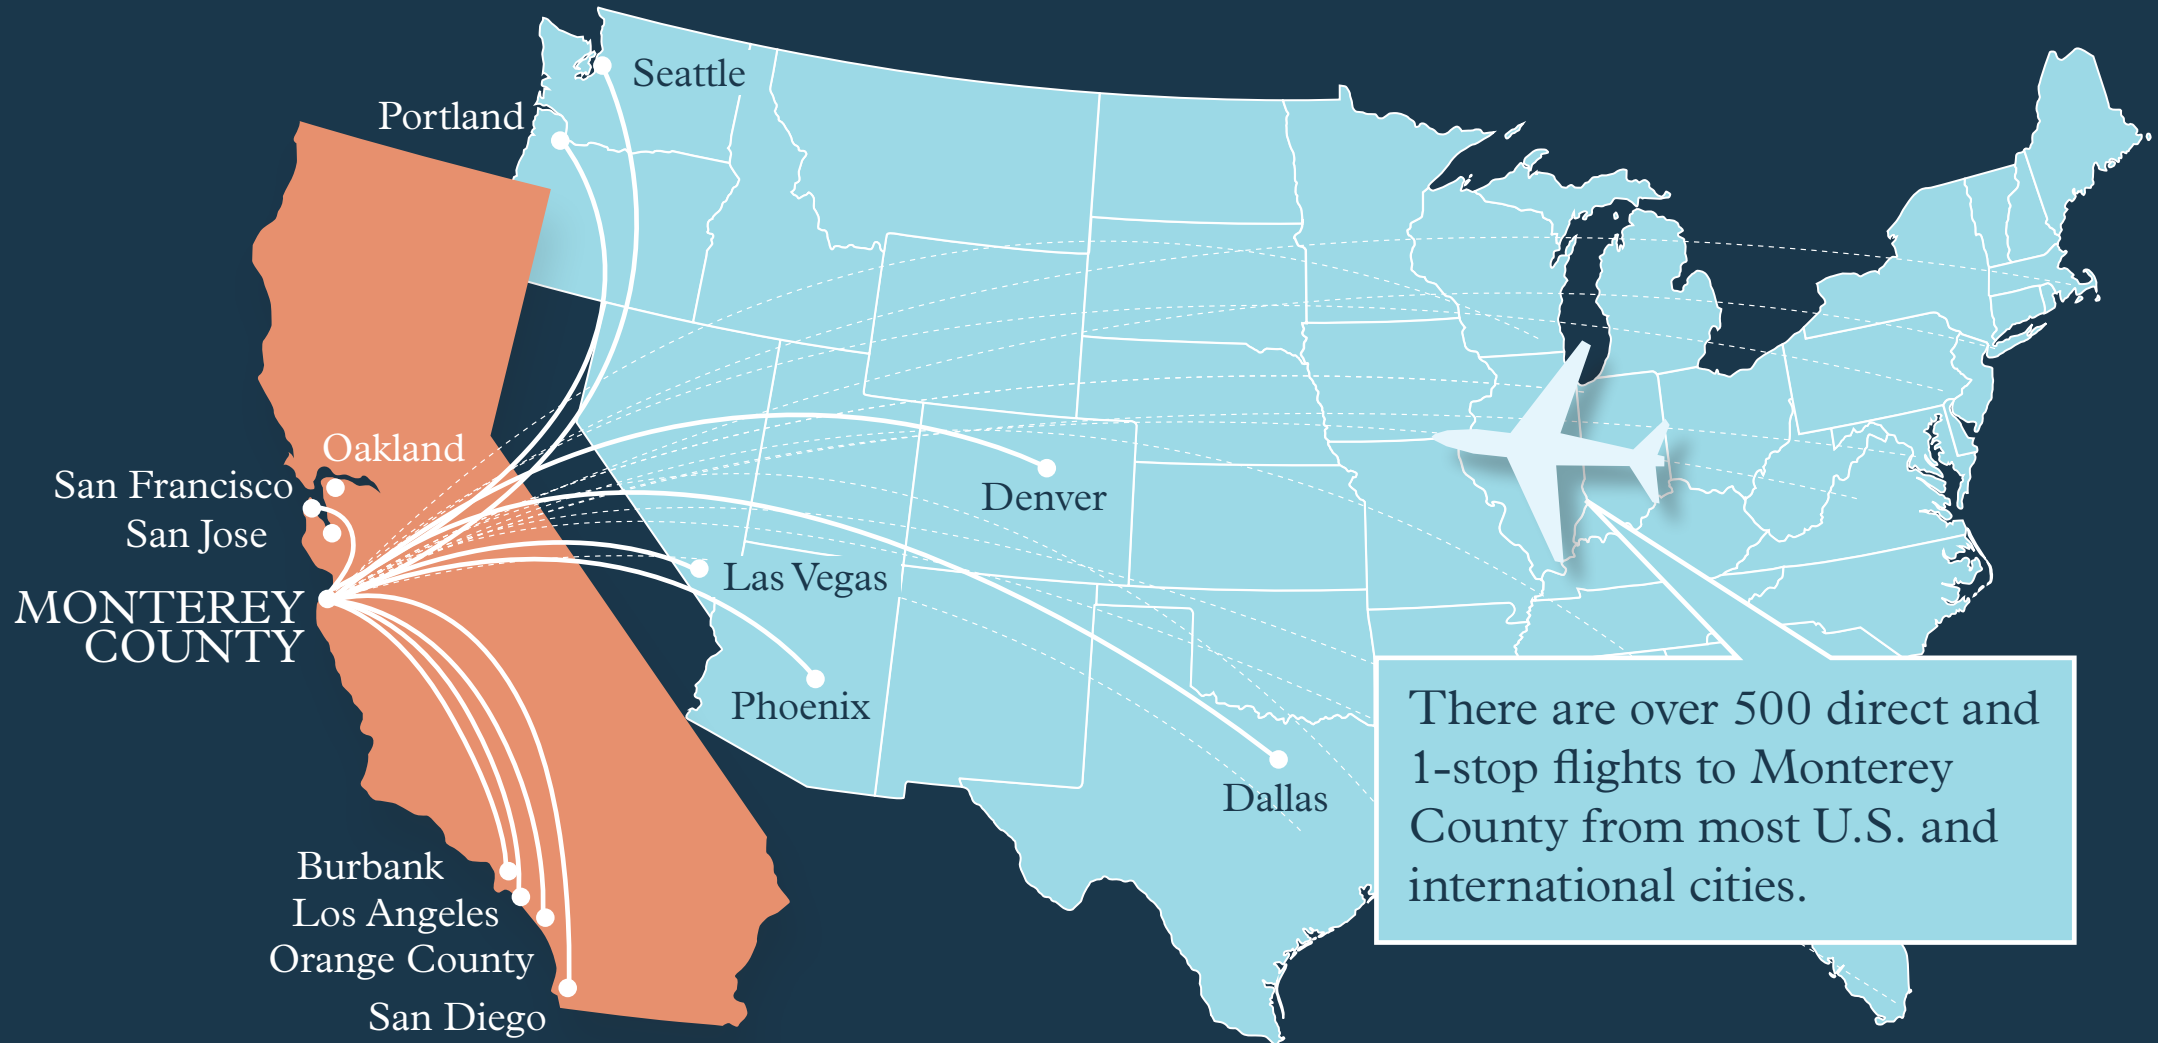 Seattle
Portland
Oakland
San Francisco
San Jose
MONTEREY
COUNTY
Denver
Las Vegas
Phoenix
Dallas
Burbank
Los Angeles
Orange County
San Diego
There are over 500 direct and
1-stop flights to Monterey
County from most U.S. and
international cities.